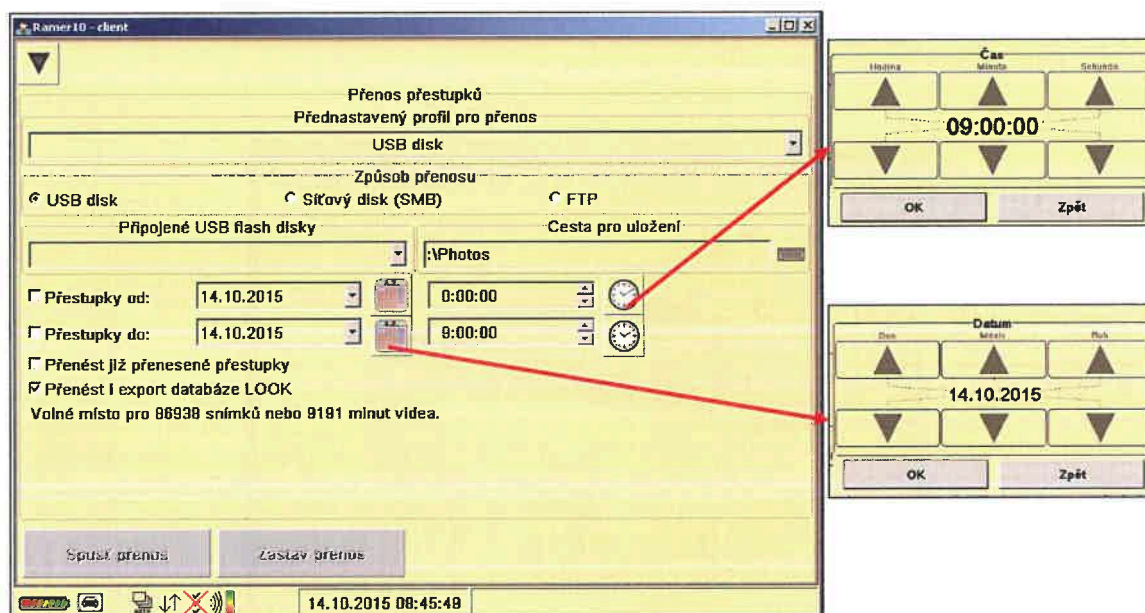 Ramer10 - client
Přenos přestupků
Přednastavený profil pro přenos
USB disk
Způsob přenosu
USB disk Síťový disk (SMB) FTP
Připojené USB flash disky Cesta pro uložení
:\Photos
Přestupky od: 14.10.2015 0:00:00
Přestupky do: 14.10.2015 9:00:00
Přenést již přenesené přestupky
Přenést i export databáze LOOK
Volné místo pro 86938 snímků nebo 9191 minut videa.
Spusť přenos Zastav přenos
14.10.2015 08:45:48
Čas
Hodina Minuta Sekunda
09:00:00
OK Zpět
Datum
Den Měsíc Rok
14.10.2015
OK Zpět